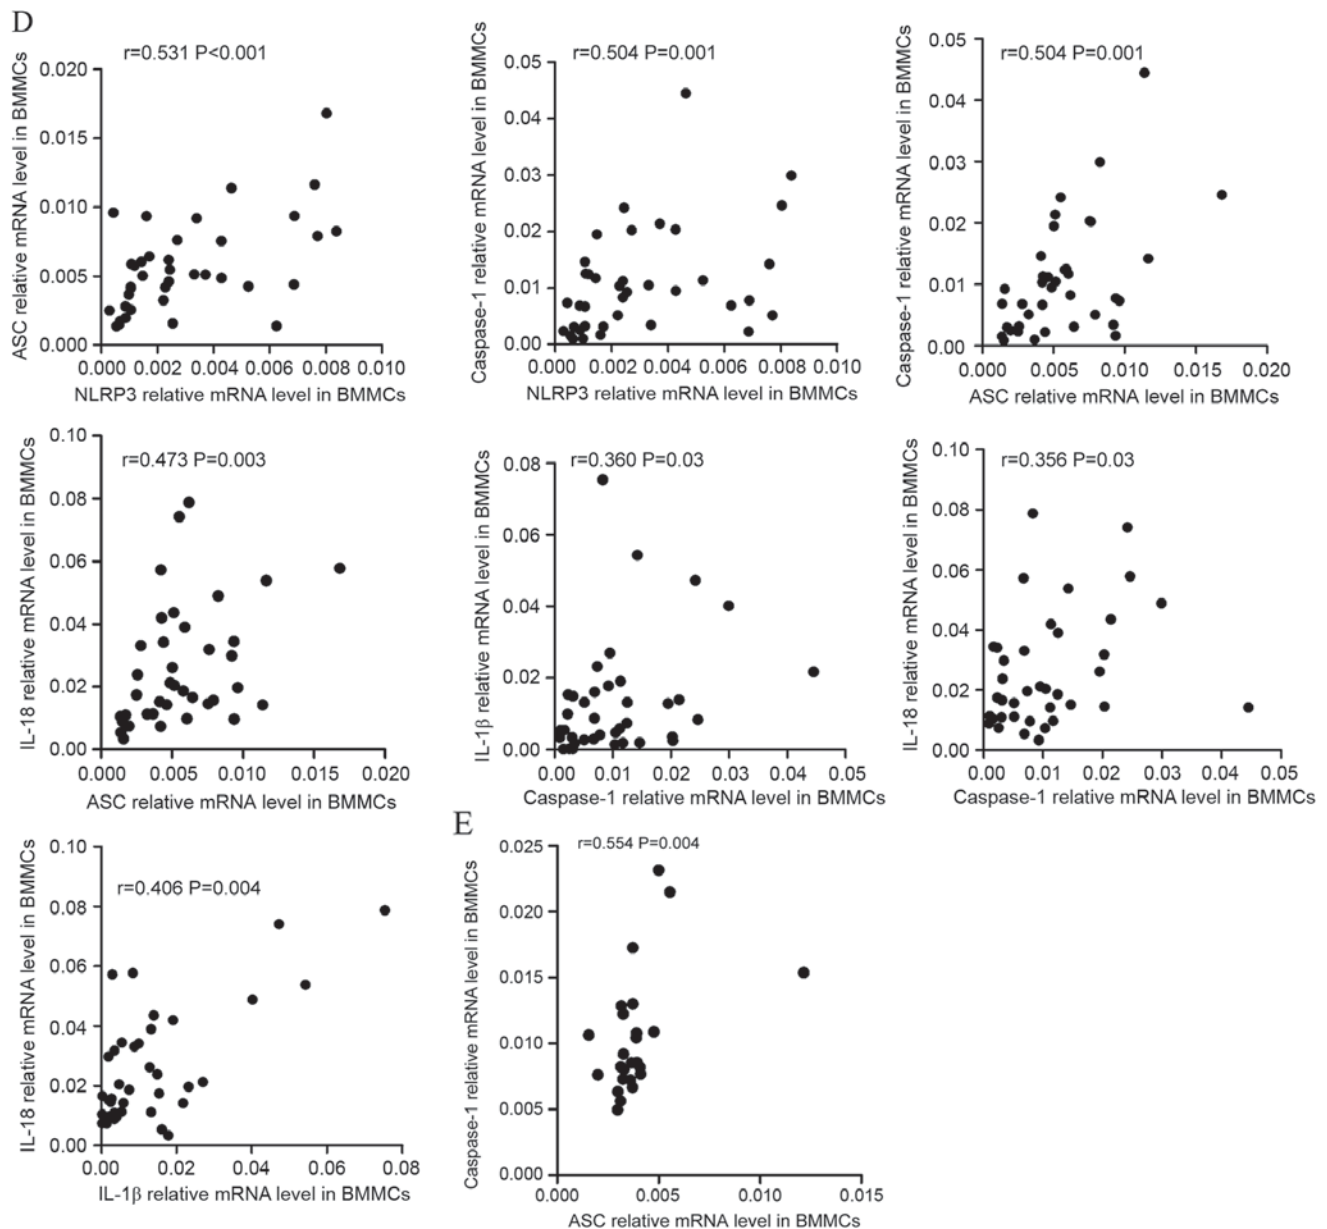 D
r=0.531 P<0.001
ASC relative mRNA level in BMMCs
0.020
0.015
0.010
0.005
0.000
0.000 0.002 0.004 0.006 0.008 0.010
NLRP3 relative mRNA level in BMMCs
r=0.504 P=0.001
Caspase-1 relative mRNA level in BMMCs
0.05
0.04
0.03
0.02
0.01
0.00
0.000 0.002 0.004 0.006 0.008 0.010
NLRP3 relative mRNA level in BMMCs
r=0.504 P=0.001
Caspase-1 relative mRNA level in BMMCs
0.05
0.04
0.03
0.02
0.01
0.00
0.000 0.005 0.010 0.015 0.020
ASC relative mRNA level in BMMCs
r=0.473 P=0.003
IL-18 relative mRNA level in BMMCs
0.10
0.08
0.06
0.04
0.02
0.00
0.000 0.005 0.010 0.015 0.020
ASC relative mRNA level in BMMCs
r=0.360 P=0.03
IL-1β relative mRNA level in BMMCs
0.08
0.06
0.04
0.02
0.00
0.00 0.01 0.02 0.03 0.04 0.05
Caspase-1 relative mRNA level in BMMCs
r=0.356 P=0.03
IL-18 relative mRNA level in BMMCs
0.10
0.08
0.06
0.04
0.02
0.00
0.00 0.01 0.02 0.03 0.04 0.05
Caspase-1 relative mRNA level in BMMCs
r=0.406 P=0.004
IL-18 relative mRNA level in BMMCs
0.10
0.08
0.06
0.04
0.02
0.00
0.00 0.02 0.04 0.06 0.08
IL-1β relative mRNA level in BMMCs
E
r=0.554 P=0.004
Caspase-1 relative mRNA level in BMMCs
0.025
0.020
0.015
0.010
0.005
0.000
0.000 0.005 0.010 0.015
ASC relative mRNA level in BMMCs